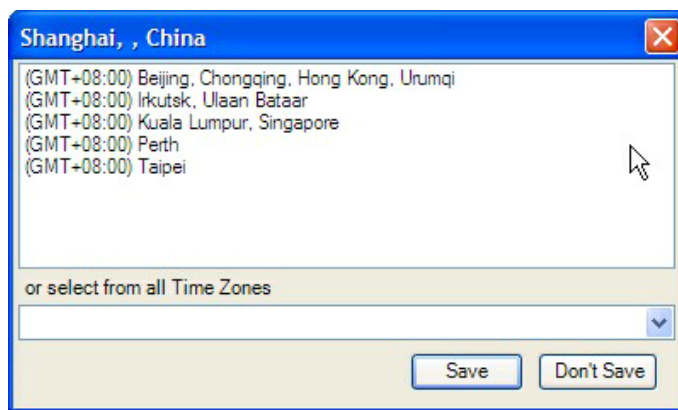 Shanghai, , China
(GMT+08:00) Beijing, Chongqing, Hong Kong, Urumqi
(GMT+08:00) Irkutsk, Ulaan Bataar
(GMT+08:00) Kuala Lumpur, Singapore
(GMT+08:00) Perth
(GMT+08:00) Taipei
or select from all Time Zones
Save Don't Save